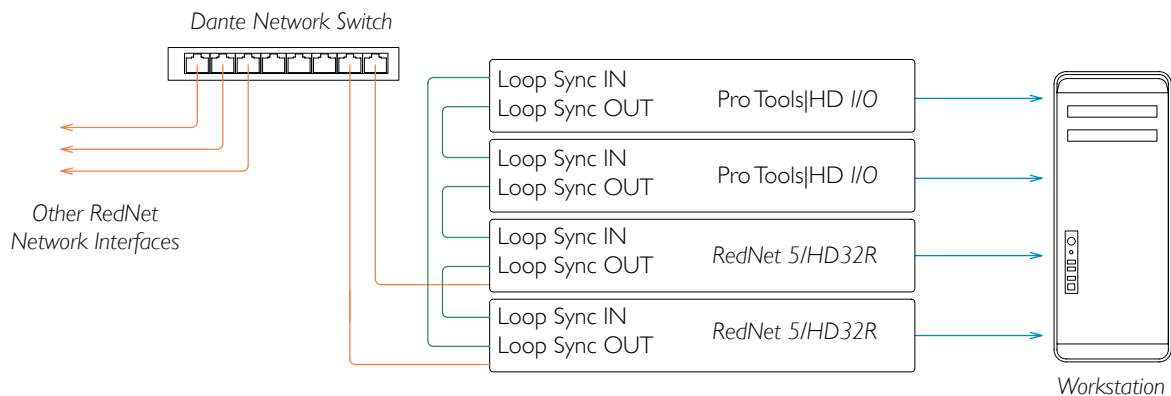 Dante Network Switch
Loop Sync IN
Loop Sync OUT
Pro Tools|HD I/O
Loop Sync IN
Loop Sync OUT
Pro Tools|HD I/O
Other RedNet
Network Interfaces
Loop Sync IN
Loop Sync OUT
RedNet 5/HD32R
Loop Sync IN
Loop Sync OUT
RedNet 5/HD32R
Workstation